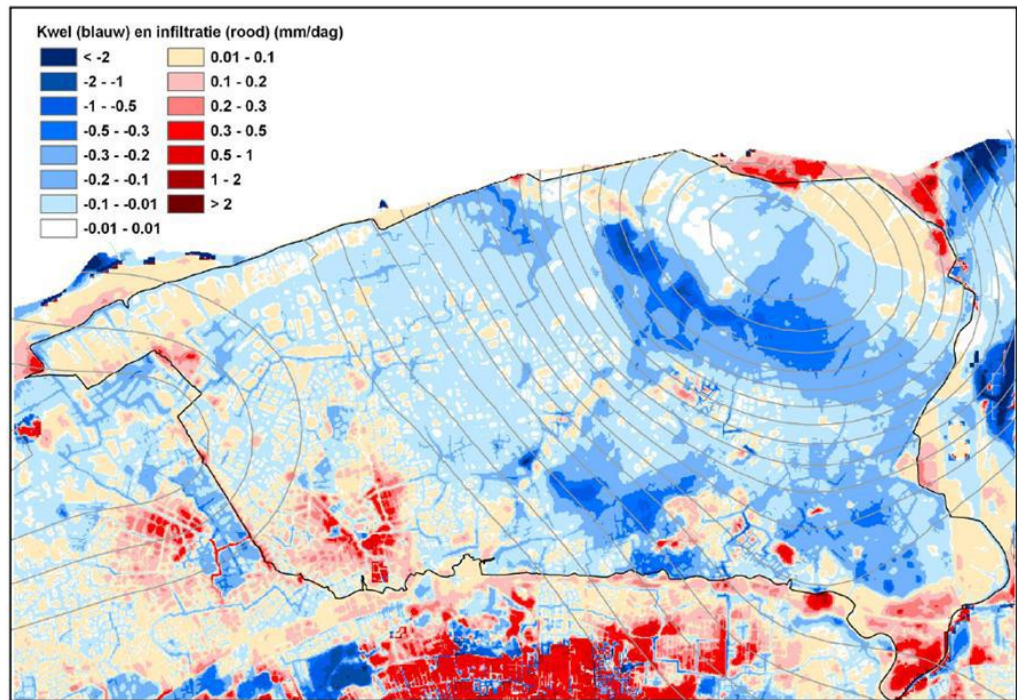 Kwel (blauw) en infiltratie (rood) (mm/dag)
< -2
-2 - -1
-1 - -0.5
-0.5 - -0.3
-0.3 - -0.2
-0.2 - -0.1
-0.1 - -0.01
-0.01 - 0.01
0.01 - 0.1
0.1 - 0.2
0.2 - 0.3
0.3 - 0.5
0.5 - 1
1 - 2
> 2